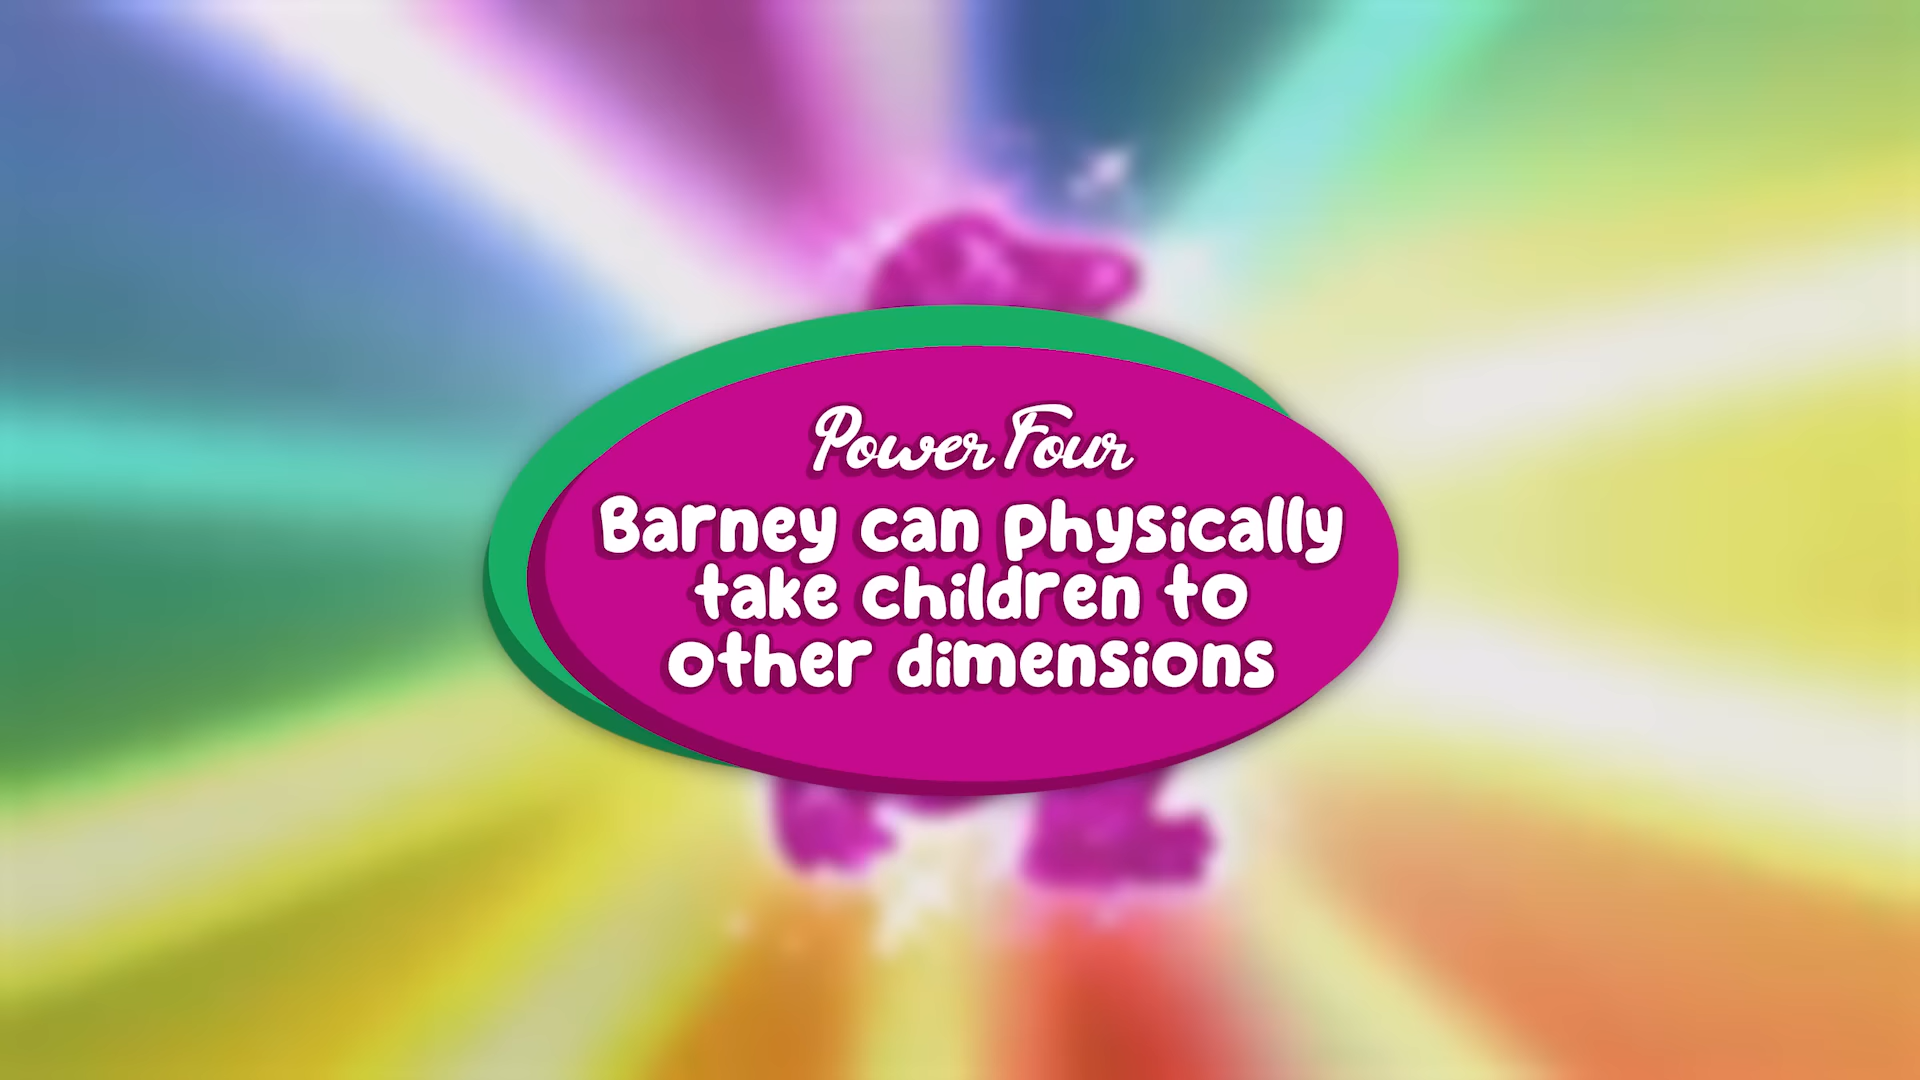 Power Four
Barney can physically
take children to
other dimensions